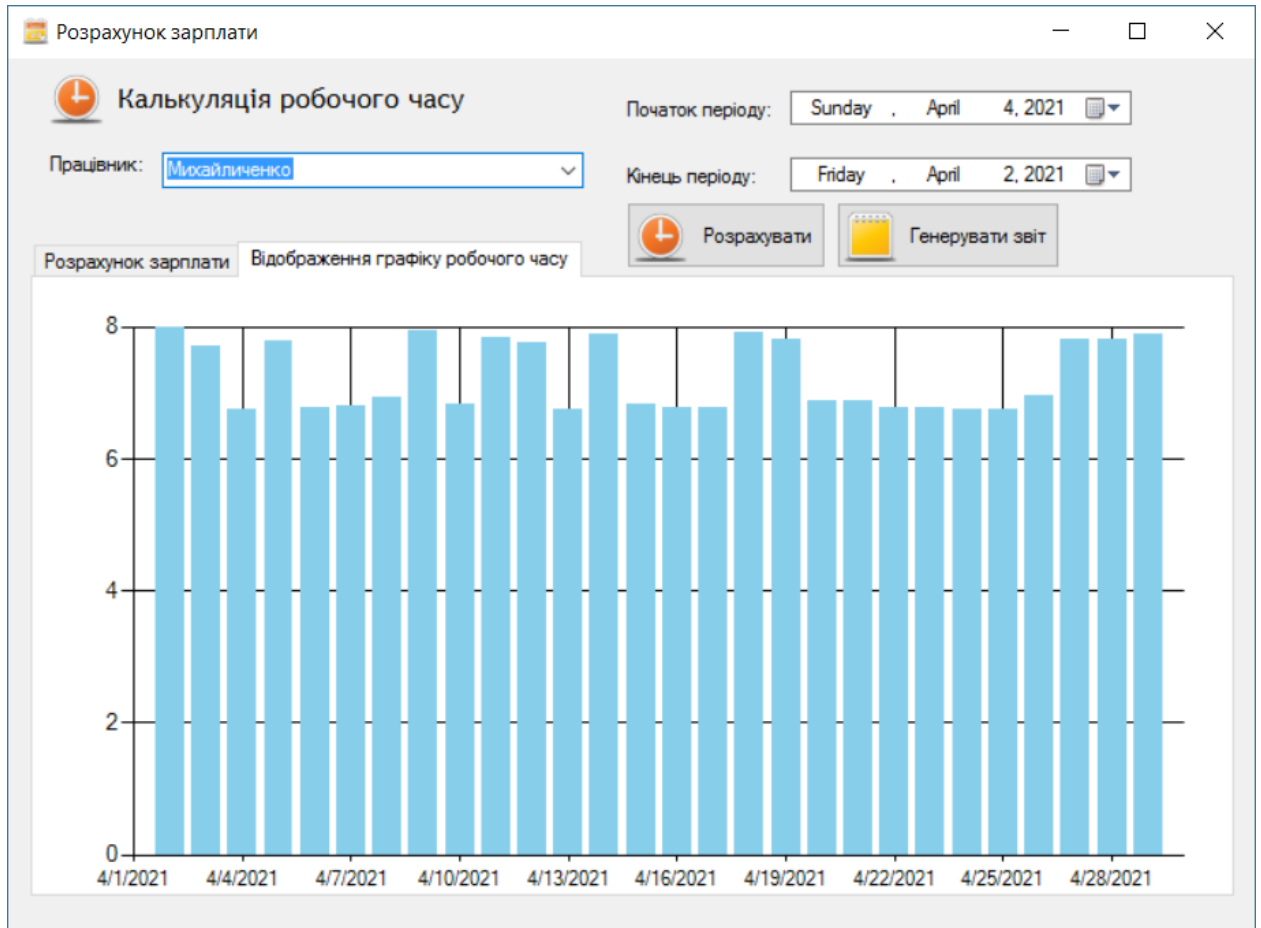 Розрахунок зарплати
Калькуляція робочого часу
Початок періоду: Sunday , April 4, 2021
Працівник: Михайличенко
Кінець періоду: Friday , April 2, 2021
Розрахувати Генерувати звіт
Розрахунок зарплати Відображення графіку робочого часу
8
6
4
2
0
4/1/2021 4/4/2021 4/7/2021 4/10/2021 4/13/2021 4/16/2021 4/19/2021 4/22/2021 4/25/2021 4/28/2021